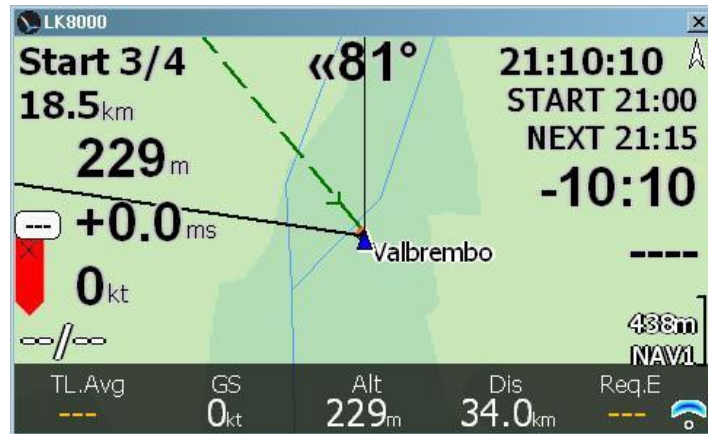 LK8000
Start 3/4
«81°
21:10:10
18.5km
START 21:00
229m
NEXT 21:15
-10:10
---
+0.0ms
Valbrembo
----
0kt
438m
--/--
NAV1
TL.Avg GS Alt Dis Req.E
--- 0kt 229m 34.0km ---